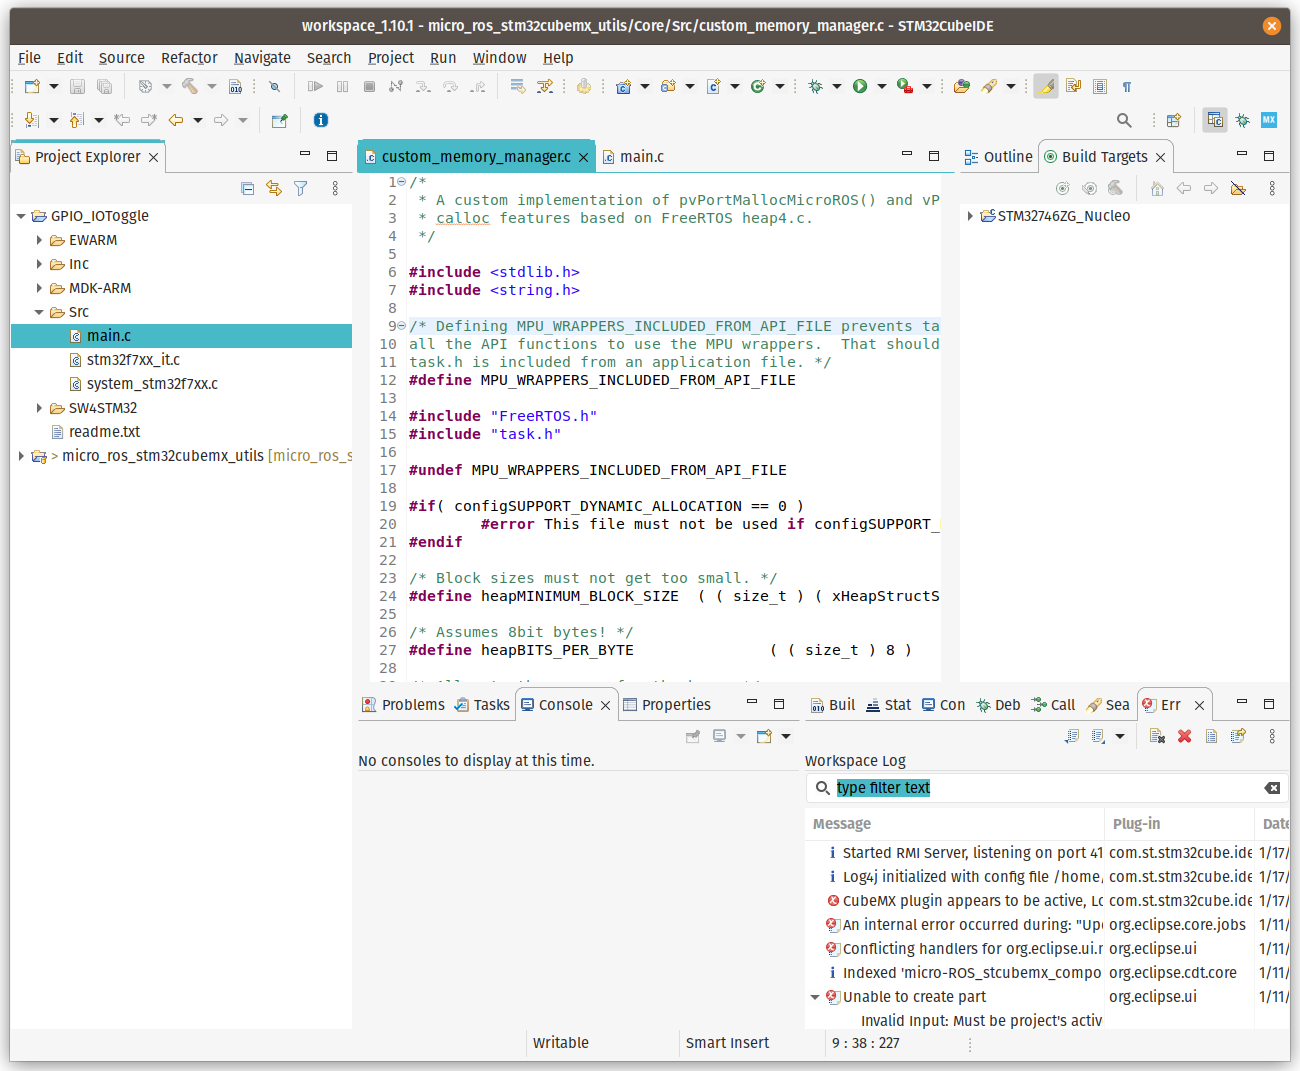 workspace_1.10.1 - micro_ros_stm32cubemx_utils/Core/Src/custom_memory_manager.c - STM32CubeIDE
File Edit Source Refactor Navigate Search Project Run Window Help
010
MX
Project Explorer
GPIO_IOToggle
EWARM
Inc
MDK-ARM
Src
main.c
stm32f7xx_it.c
system_stm32f7xx.c
SW4STM32
readme.txt
> micro_ros_stm32cubemx_utils [micro_ros_s
custom_memory_manager.c
main.c
1 /*
2 * A custom implementation of pvPortMallocMicroROS() and vP
3 * calloc features based on FreeRTOS heap4.c.
4 */
5
6 #include <stdlib.h>
7 #include <string.h>
8
9 /* Defining MPU_WRAPPERS_INCLUDED_FROM_API_FILE prevents ta
10 all the API functions to use the MPU wrappers.  That should
11 task.h is included from an application file. */
12 #define MPU_WRAPPERS_INCLUDED_FROM_API_FILE
13
14 #include "FreeRTOS.h"
15 #include "task.h"
16
17 #undef MPU_WRAPPERS_INCLUDED_FROM_API_FILE
18
19 #if( configSUPPORT_DYNAMIC_ALLOCATION == 0 )
20 #error This file must not be used if configSUPPORT_
21 #endif
22
23 /* Block sizes must not get too small. */
24 #define heapMINIMUM_BLOCK_SIZE  ( ( size_t ) ( xHeapStructS
25
26 /* Assumes 8bit bytes! */
27 #define heapBITS_PER_BYTE ( ( size_t ) 8 )
28
Outline
Build Targets
STM32746ZG_Nucleo
Problems
Tasks
Console
Properties
No consoles to display at this time.
Buil
Stat
Con
Deb
Call
Sea
Err
Workspace Log
type filter text
Message Plug-in Date
Started RMI Server, listening on port 41 com.st.stm32cube.ide 1/17/
Log4j initialized with config file /home, com.st.stm32cube.ide 1/17/
CubeMX plugin appears to be active, Lo com.st.stm32cube.ide 1/17/
An internal error occurred during: "Upo org.eclipse.core.jobs 1/11/
Conflicting handlers for org.eclipse.ui.r org.eclipse.ui 1/11/
Indexed 'micro-ROS_stcubemx_compo org.eclipse.cdt.core 1/11/
Unable to create part org.eclipse.ui 1/11/
Invalid Input: Must be project's activ
Writable
Smart Insert
9 : 38 : 227